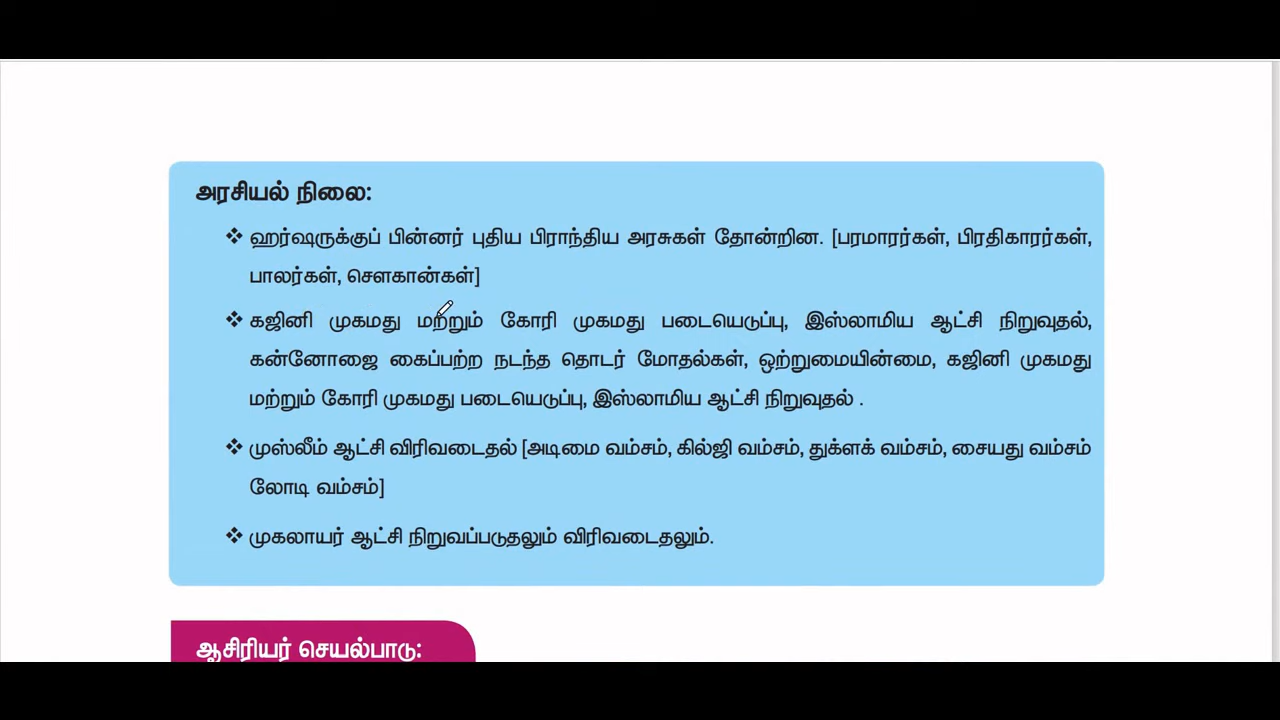 அரசியல் நிலை:
❖ ஹர்ஷருக்குப் பின்னர் புதிய பிராந்திய அரசுகள் தோன்றின. [பரமாரர்கள், பிரதிகாரர்கள்,
பாலர்கள், சௌகான்கள்]
❖ கஜினி முகமது மற்றும் கோரி முகமது படையெடுப்பு, இஸ்லாமிய ஆட்சி நிறுவுதல்,
கன்னோஜை கைப்பற்ற நடந்த தொடர் மோதல்கள், ஒற்றுமையின்மை, கஜினி முகமது
மற்றும் கோரி முகமது படையெடுப்பு, இஸ்லாமிய ஆட்சி நிறுவுதல் .
❖ முஸ்லீம் ஆட்சி விரிவடைதல் [அடிமை வம்சம், கில்ஜி வம்சம், துக்ளக் வம்சம், சையது வம்சம்
லோடி வம்சம்]
❖ முகலாயர் ஆட்சி நிறுவப்படுதலும் விரிவடைதலும்.
ஆசிரியர் செயல்பாடு: